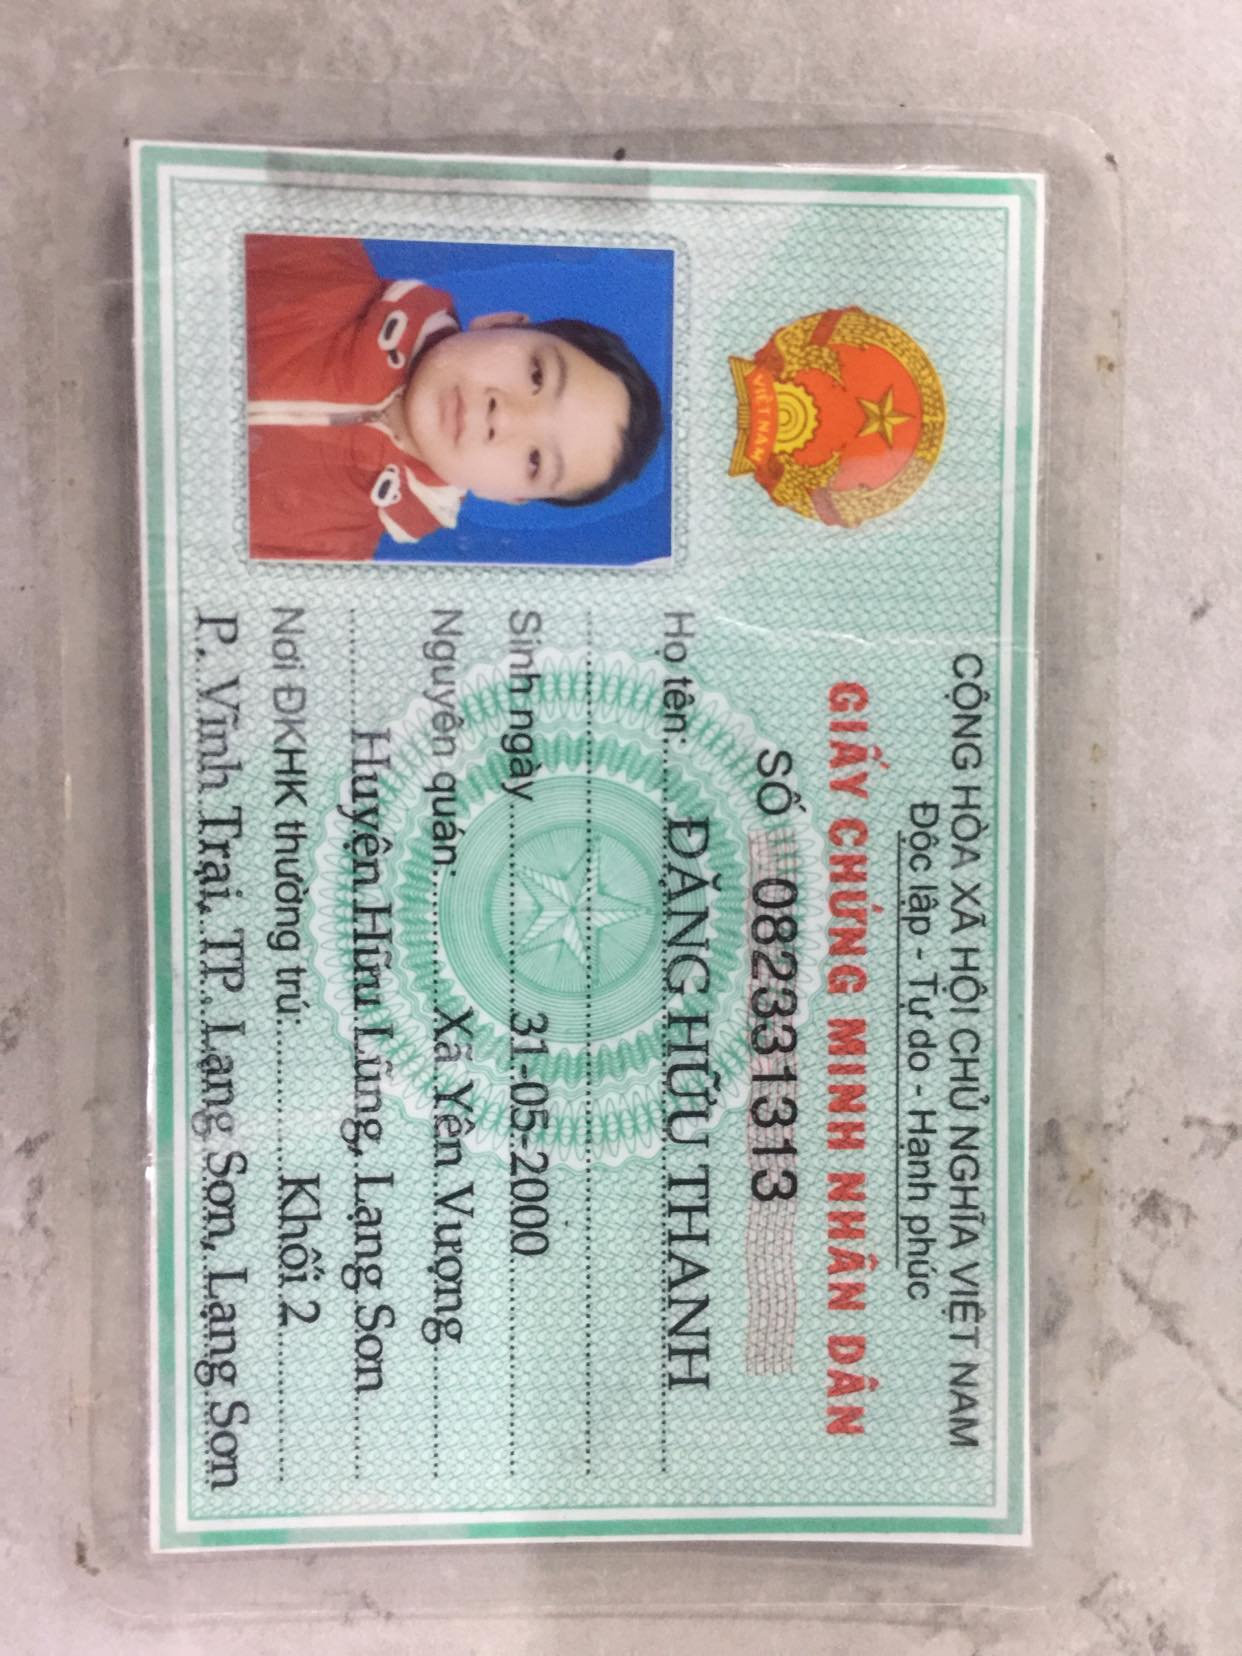 CỘNG HÒA XÃ HỘI CHỦ NGHĨA VIỆT NAM
Độc lập - Tự do - Hạnh phúc
GIẤY CHỨNG MINH NHÂN DÂN
SỐ 082331313
Họ tên: ĐẶNG HỮU THANH
Sinh ngày 31-05-2000
Nguyên quán: Xã Yên Vượng
Huyện Hữu Lũng, Lạng Sơn
Nơi ĐKHK thường trú: Khối 2
P. Vĩnh Trại, TP. Lạng Sơn, Lạng Sơn
VIỆT NAM